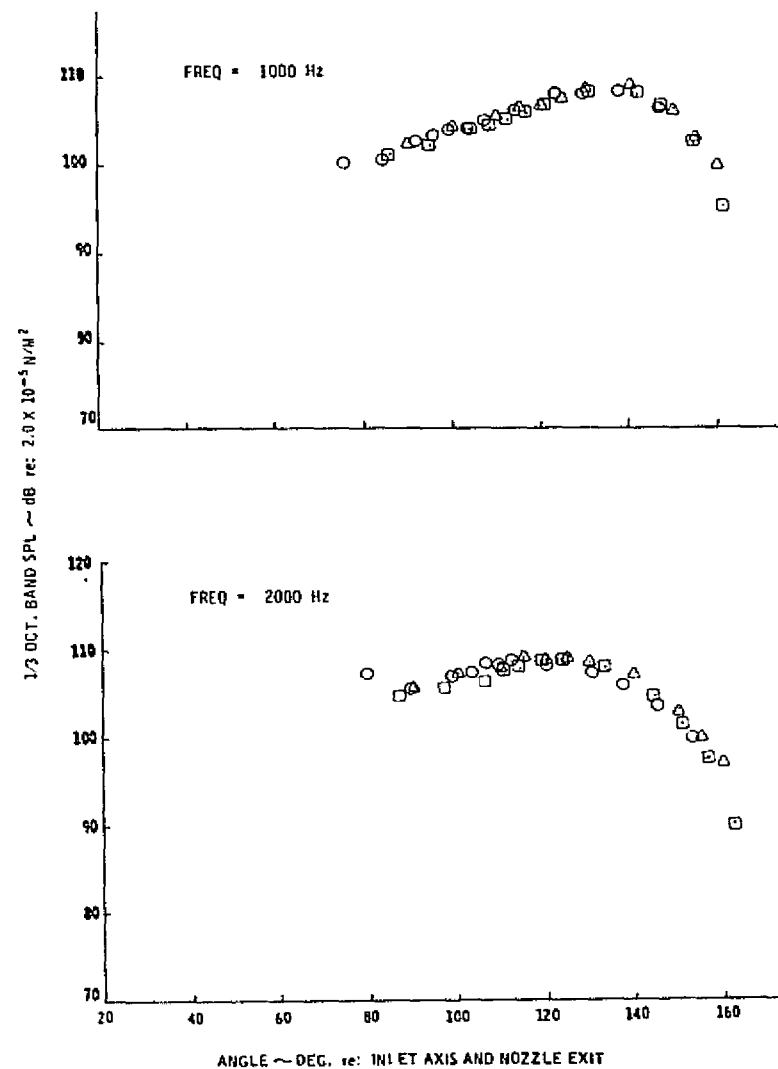 110
FREQ = 1000 Hz
100
90
80
70
1/3 OCT. BAND SPL ~ dB re: 2.0 X 10⁻⁵ N/M²
120
FREQ = 2000 Hz
110
100
90
80
70
20 40 60 80 100 120 140 160
ANGLE ~ DEG. re: INLET AXIS AND NOZZLE EXIT